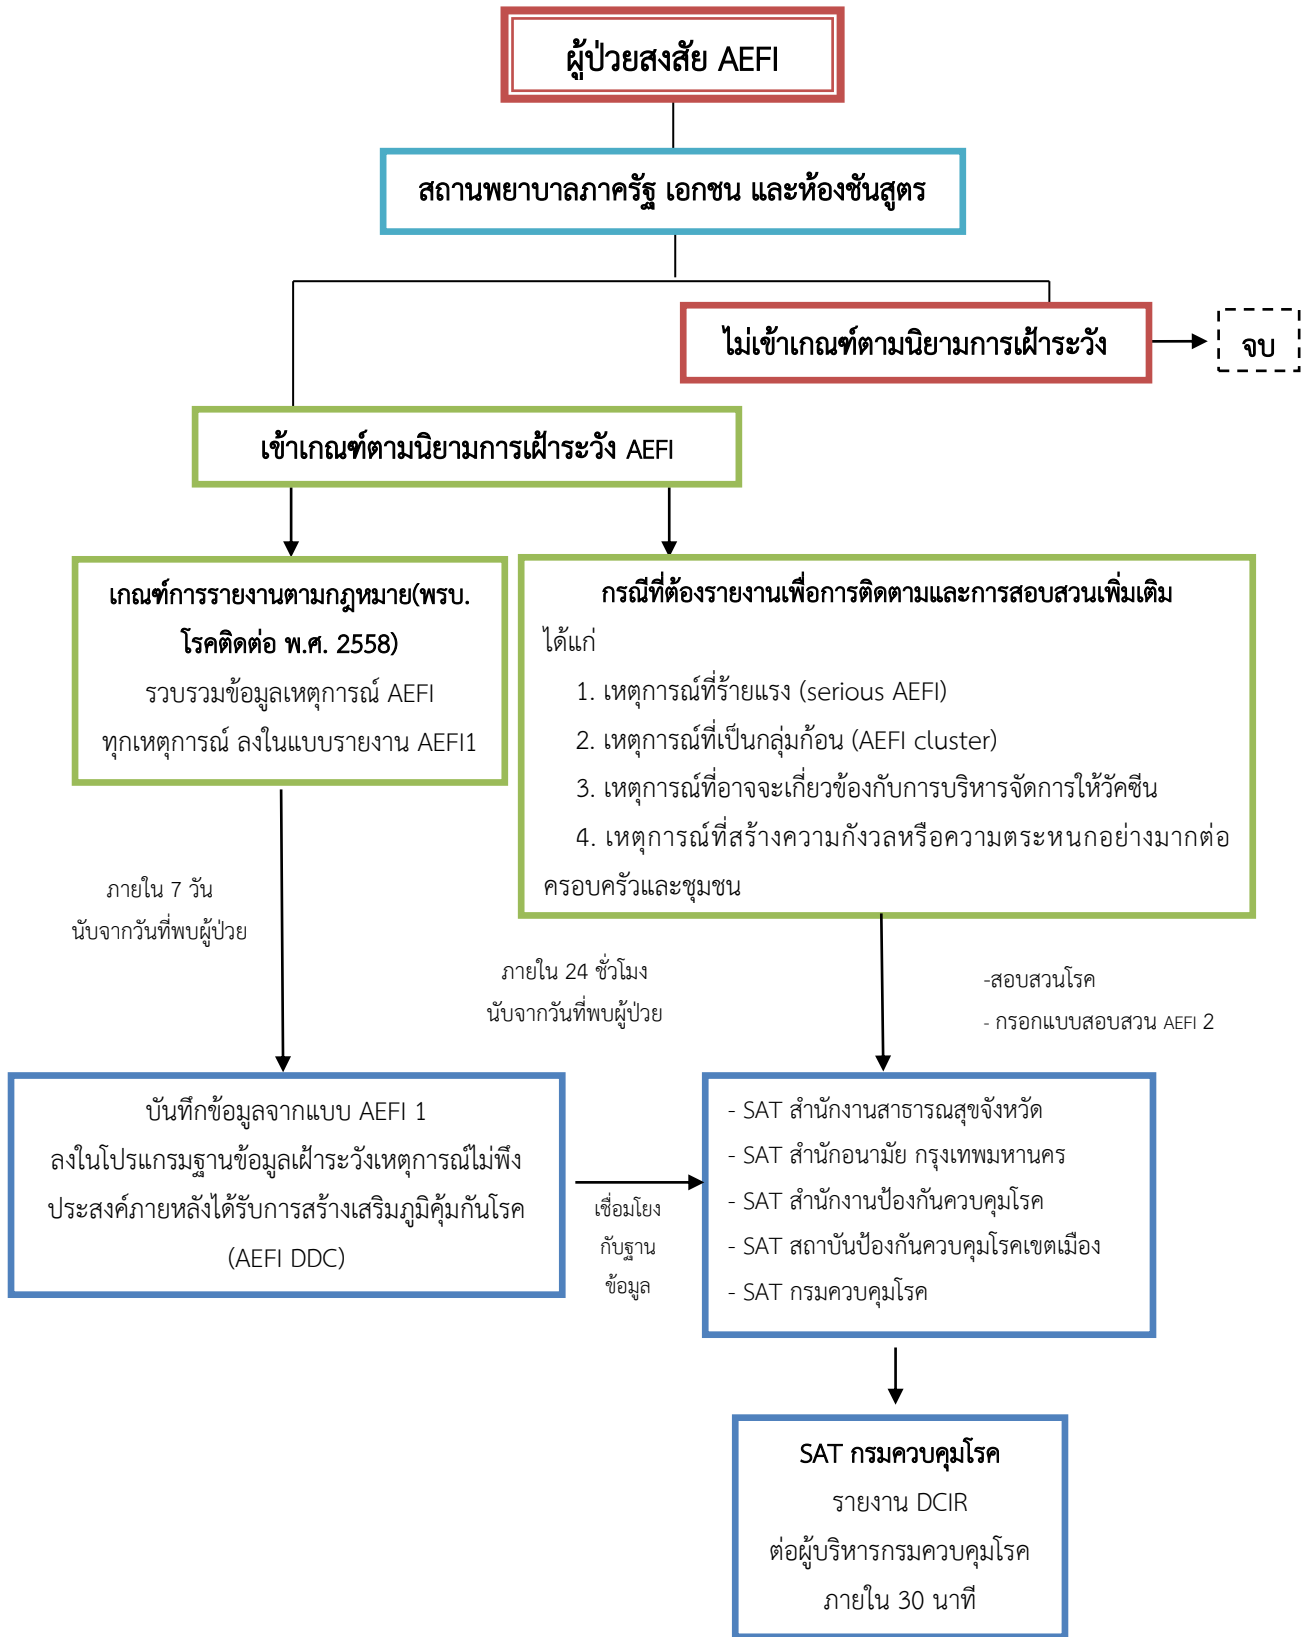 ผู้ป่วยสงสัย AEFI
สถานพยาบาลภาครัฐ เอกชน และห้องชันสูตร
ไม่เข้าเกณฑ์ตามนิยามการเฝ้าระวัง
จบ
เข้าเกณฑ์ตามนิยามการเฝ้าระวัง AEFI
เกณฑ์การรายงานตามกฎหมาย(พรบ.
โรคติดต่อ พ.ศ. 2558)
รวบรวมข้อมูลเหตุการณ์ AEFI
ทุกเหตุการณ์ ลงในแบบรายงาน AEFI1
กรณีที่ต้องรายงานเพื่อการติดตามและการสอบสวนเพิ่มเติม
ได้แก่
1. เหตุการณ์ที่ร้ายแรง (serious AEFI)
2. เหตุการณ์ที่เป็นกลุ่มก้อน (AEFI cluster)
3. เหตุการณ์ที่อาจจะเกี่ยวข้องกับการบริหารจัดการให้วัคซีน
4. เหตุการณ์ที่สร้างความกังวลหรือความตระหนกอย่างมากต่อ
ครอบครัวและชุมชน
ภายใน 7 วัน
นับจากวันที่พบผู้ป่วย
ภายใน 24 ชั่วโมง
นับจากวันที่พบผู้ป่วย
-สอบสวนโรค
- กรอกแบบสอบสวน AEFI 2
บันทึกข้อมูลจากแบบ AEFI 1
ลงในโปรแกรมฐานข้อมูลเฝ้าระวังเหตุการณ์ไม่พึง
ประสงค์ภายหลังได้รับการสร้างเสริมภูมิคุ้มกันโรค
(AEFI DDC)
เชื่อมโยง
กับฐาน
ข้อมูล
- SAT สำนักงานสาธารณสุขจังหวัด
- SAT สำนักอนามัย กรุงเทพมหานคร
- SAT สำนักงานป้องกันควบคุมโรค
- SAT สถาบันป้องกันควบคุมโรคเขตเมือง
- SAT กรมควบคุมโรค
SAT กรมควบคุมโรค
รายงาน DCIR
ต่อผู้บริหารกรมควบคุมโรค
ภายใน 30 นาที